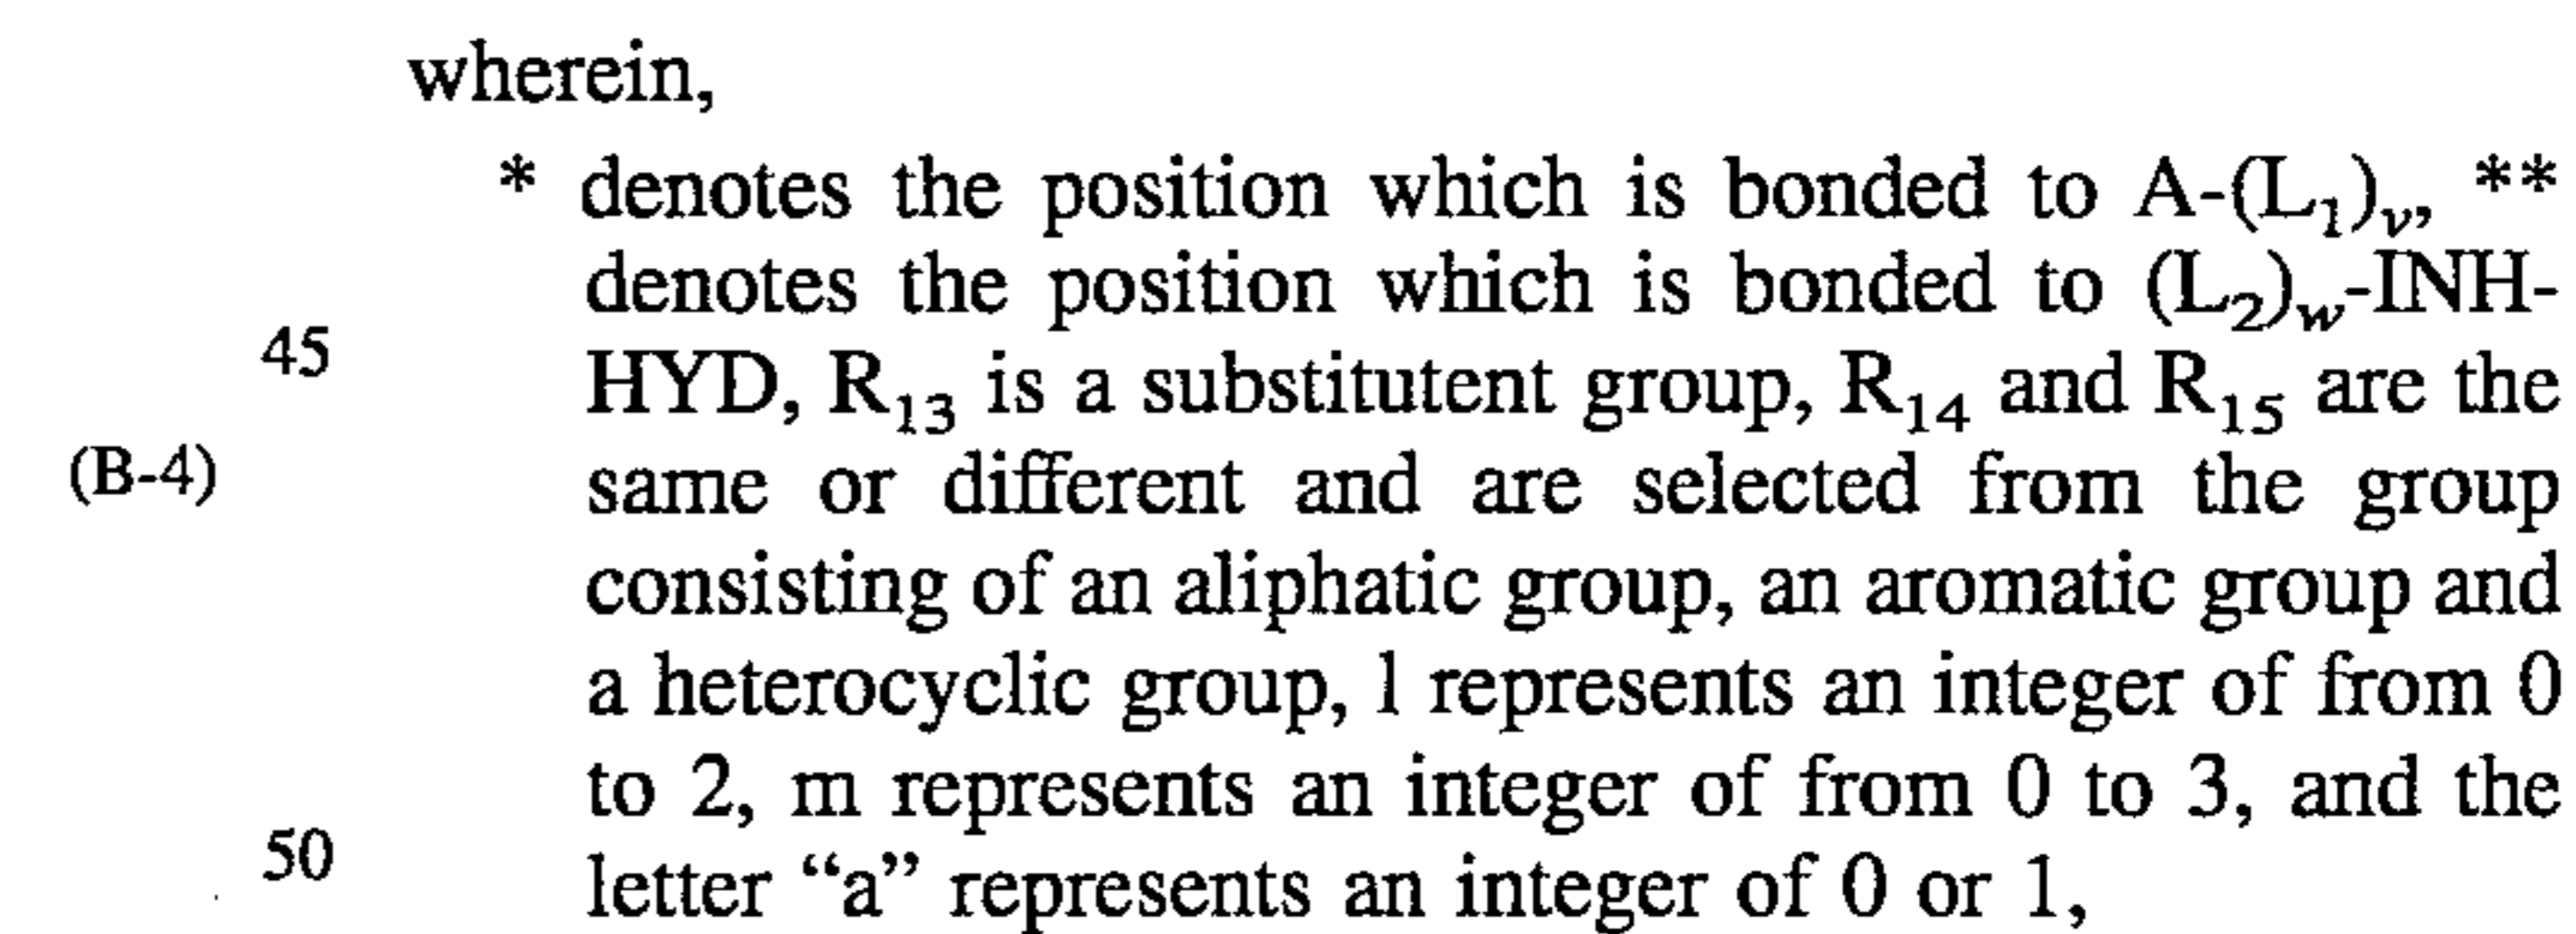 wherein,
* denotes the position which is bonded to A-(L₁)ᵥ, **
denotes the position which is bonded to (L₂)w-INH-
45
HYD, R₁₃ is a substitutent group, R₁₄ and R₁₅ are the
(B-4)
same or different and are selected from the group
consisting of an aliphatic group, an aromatic group and
a heterocyclic group, l represents an integer of from 0
to 2, m represents an integer of from 0 to 3, and the
50
letter “a” represents an integer of 0 or 1,